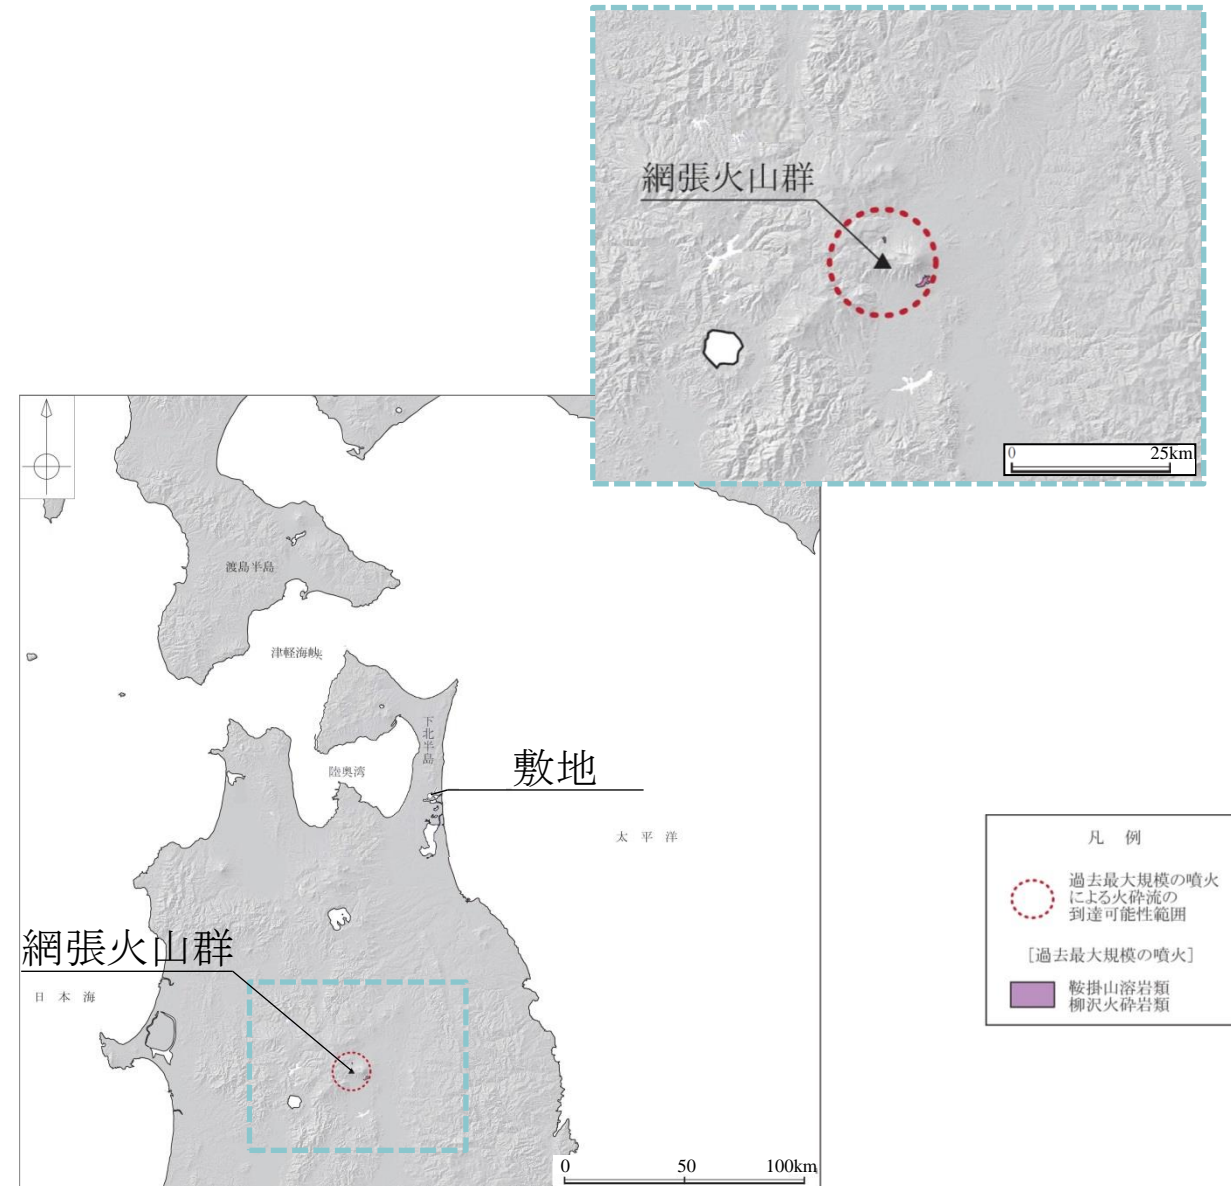 網張火山群
0 25km
渡島半島
津軽海峡
下北半島
陸奥湾
敷地
太平洋
網張火山群
日本海
0 50 100km
凡例
過去最大規模の噴火
による火砕流の
到達可能性範囲
[過去最大規模の噴火]
鞍掛山溶岩類
柳沢火砕岩類